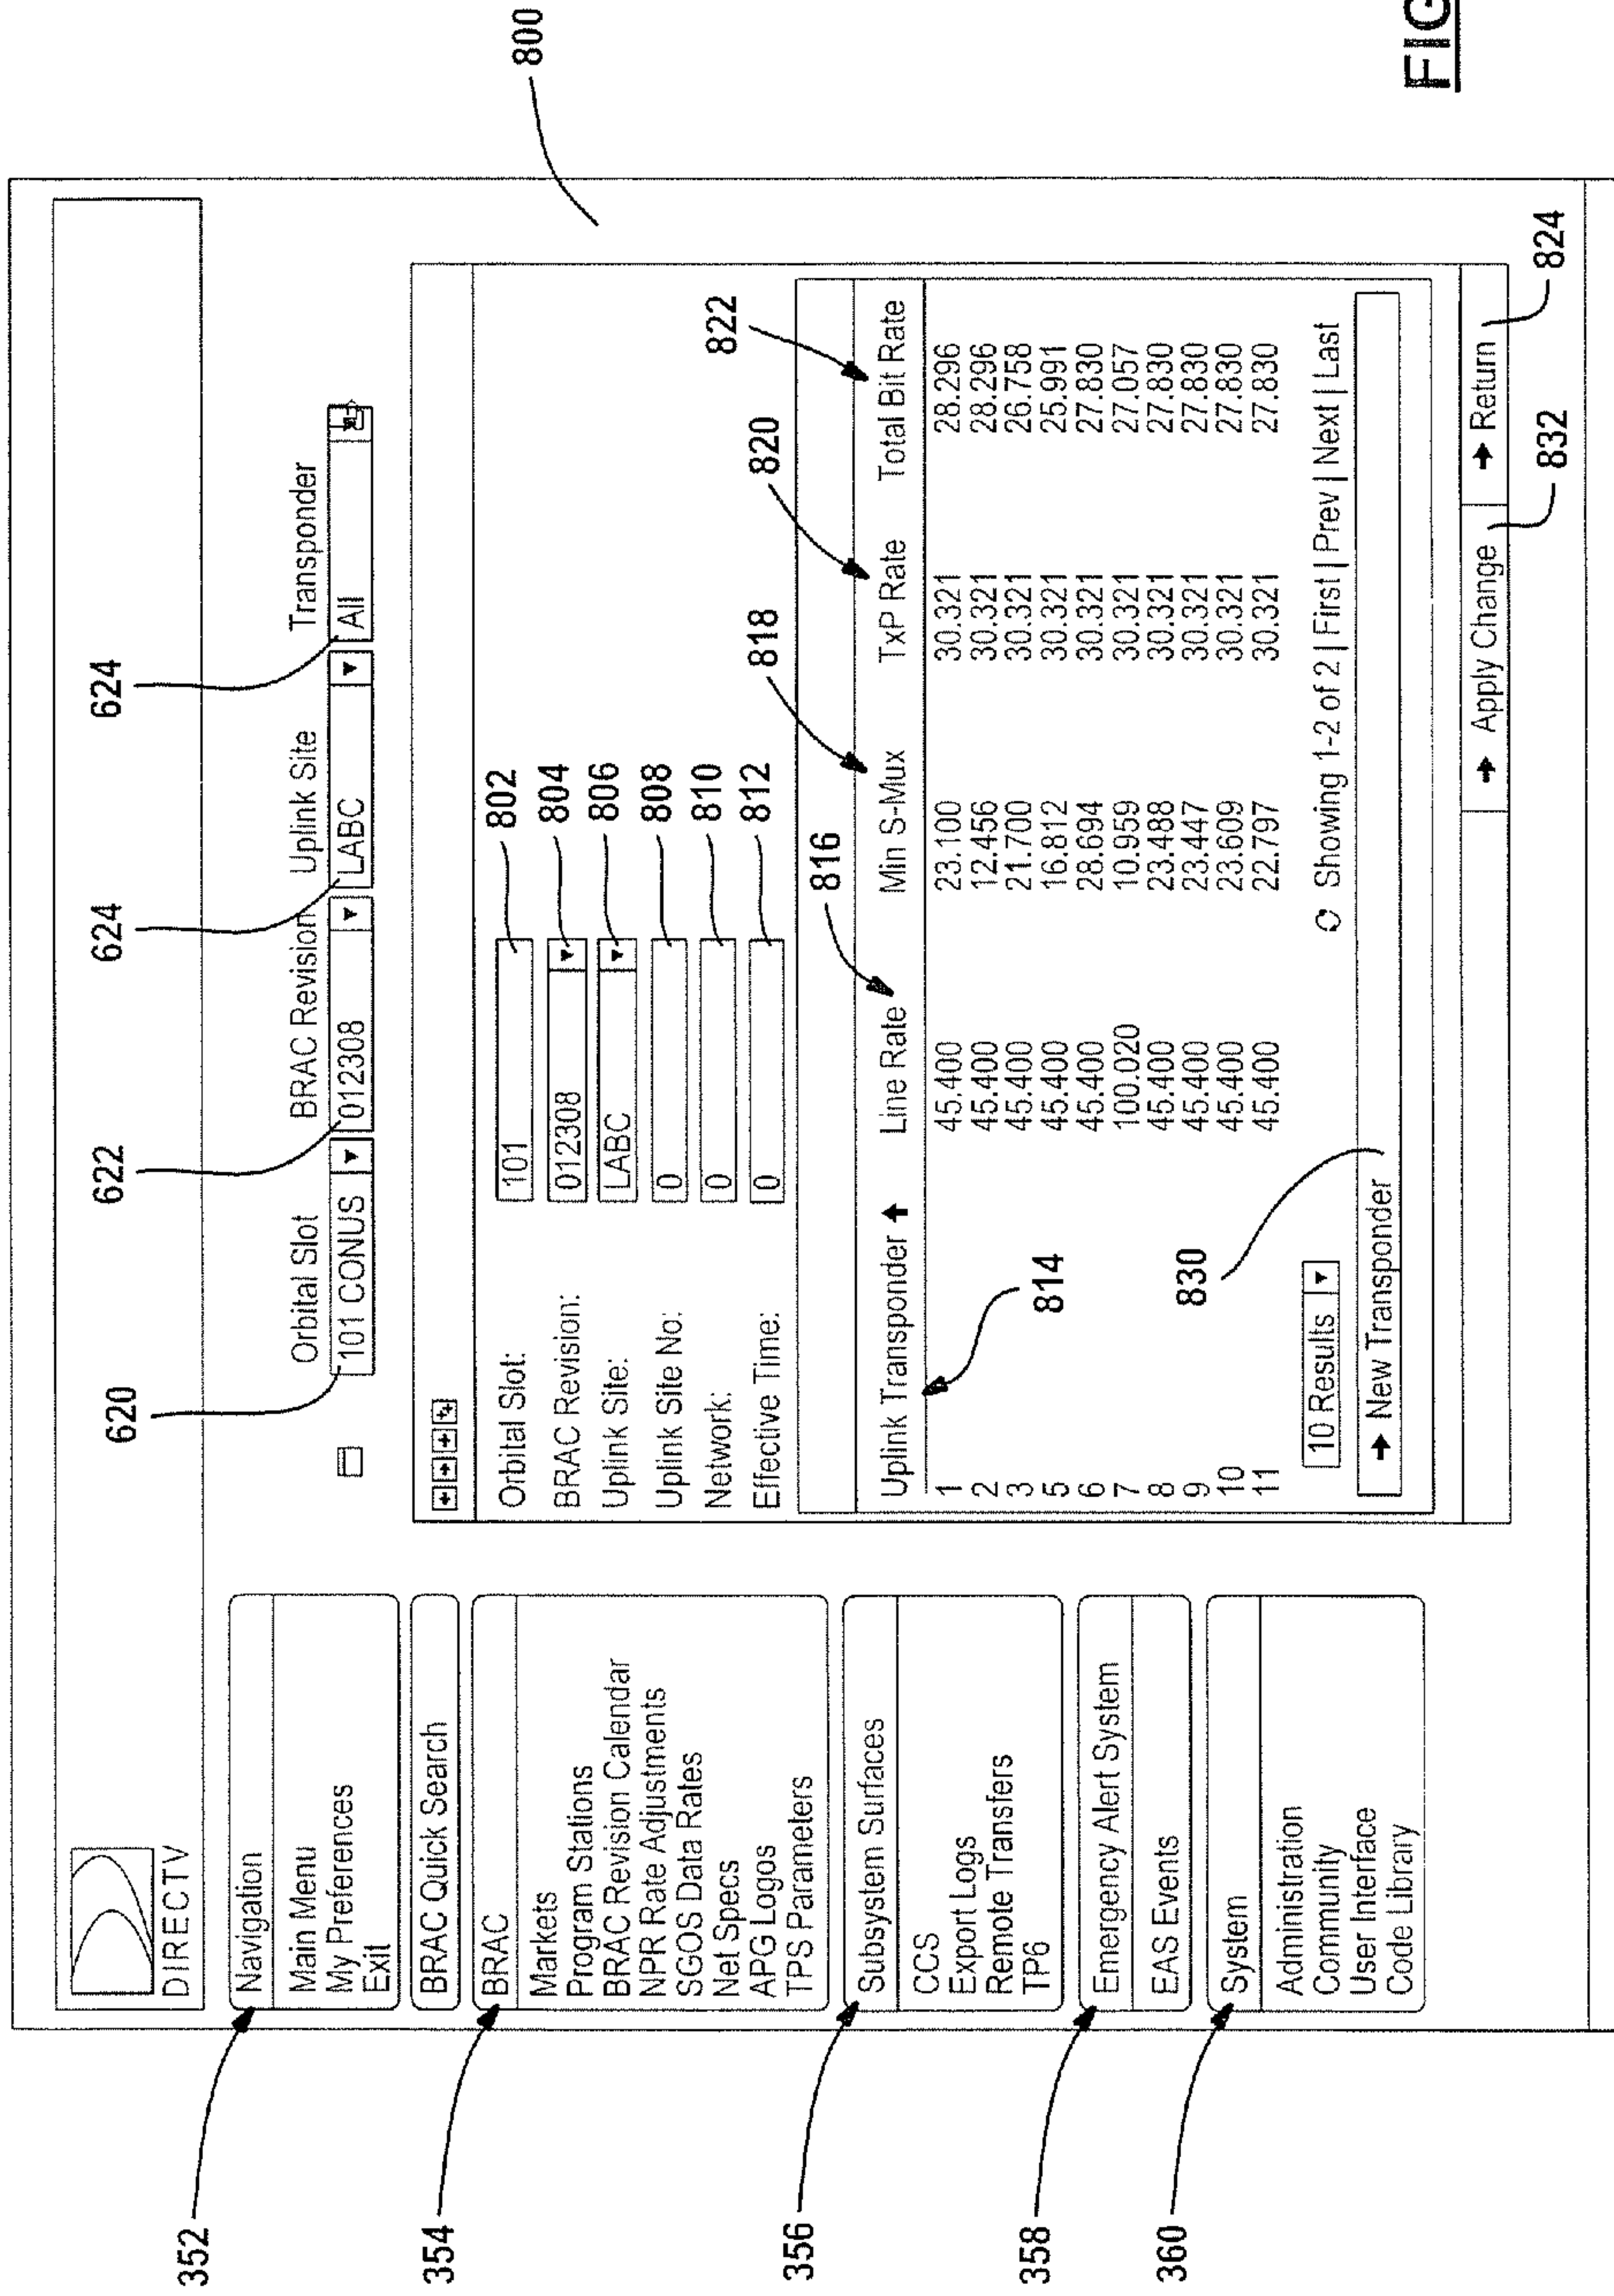 DIRECTV
352
Navigation
Main Menu
My Preferences
Exit
BRAC Quick Search
354
BRAC
Markets
Program Stations
BRAC Revision Calendar
NPR Rate Adjustments
SGOS Data Rates
Net Specs
APG Logos
TPS Parameters
356
Subsystem Surfaces
CCS
Export Logs
Remote Transfers
TP6
358
Emergency Alert System
EAS Events
360
System
Administration
Community
User Interface
Code Library
620 622 624 624
Orbital Slot BRAC Revision Uplink Site Transponder
101 CONUS 012308 LABC All
800
Orbital Slot: 101 802
BRAC Revision: 012308 804
Uplink Site: LABC 806
Uplink Site No: 0 808
Network: 0 810
Effective Time: 0 812
814 816 818 820 822
Uplink Transponder Line Rate Min S-Mux TxP Rate Total Bit Rate
1 45.400 23.100 30.321 28.296
2 45.400 12.456 30.321 28.296
3 45.400 21.700 30.321 26.758
5 45.400 16.812 30.321 25.991
6 45.400 28.694 30.321 27.830
7 100.020 10.959 30.321 27.057
8 45.400 23.488 30.321 27.830
9 45.400 23.447 30.321 27.830
10 45.400 23.609 30.321 27.830
11 45.400 22.797 30.321 27.830
10 Results Showing 1-2 of 2 | First | Prev | Next | Last
New Transponder 830
Apply Change Return
832 824
FIG